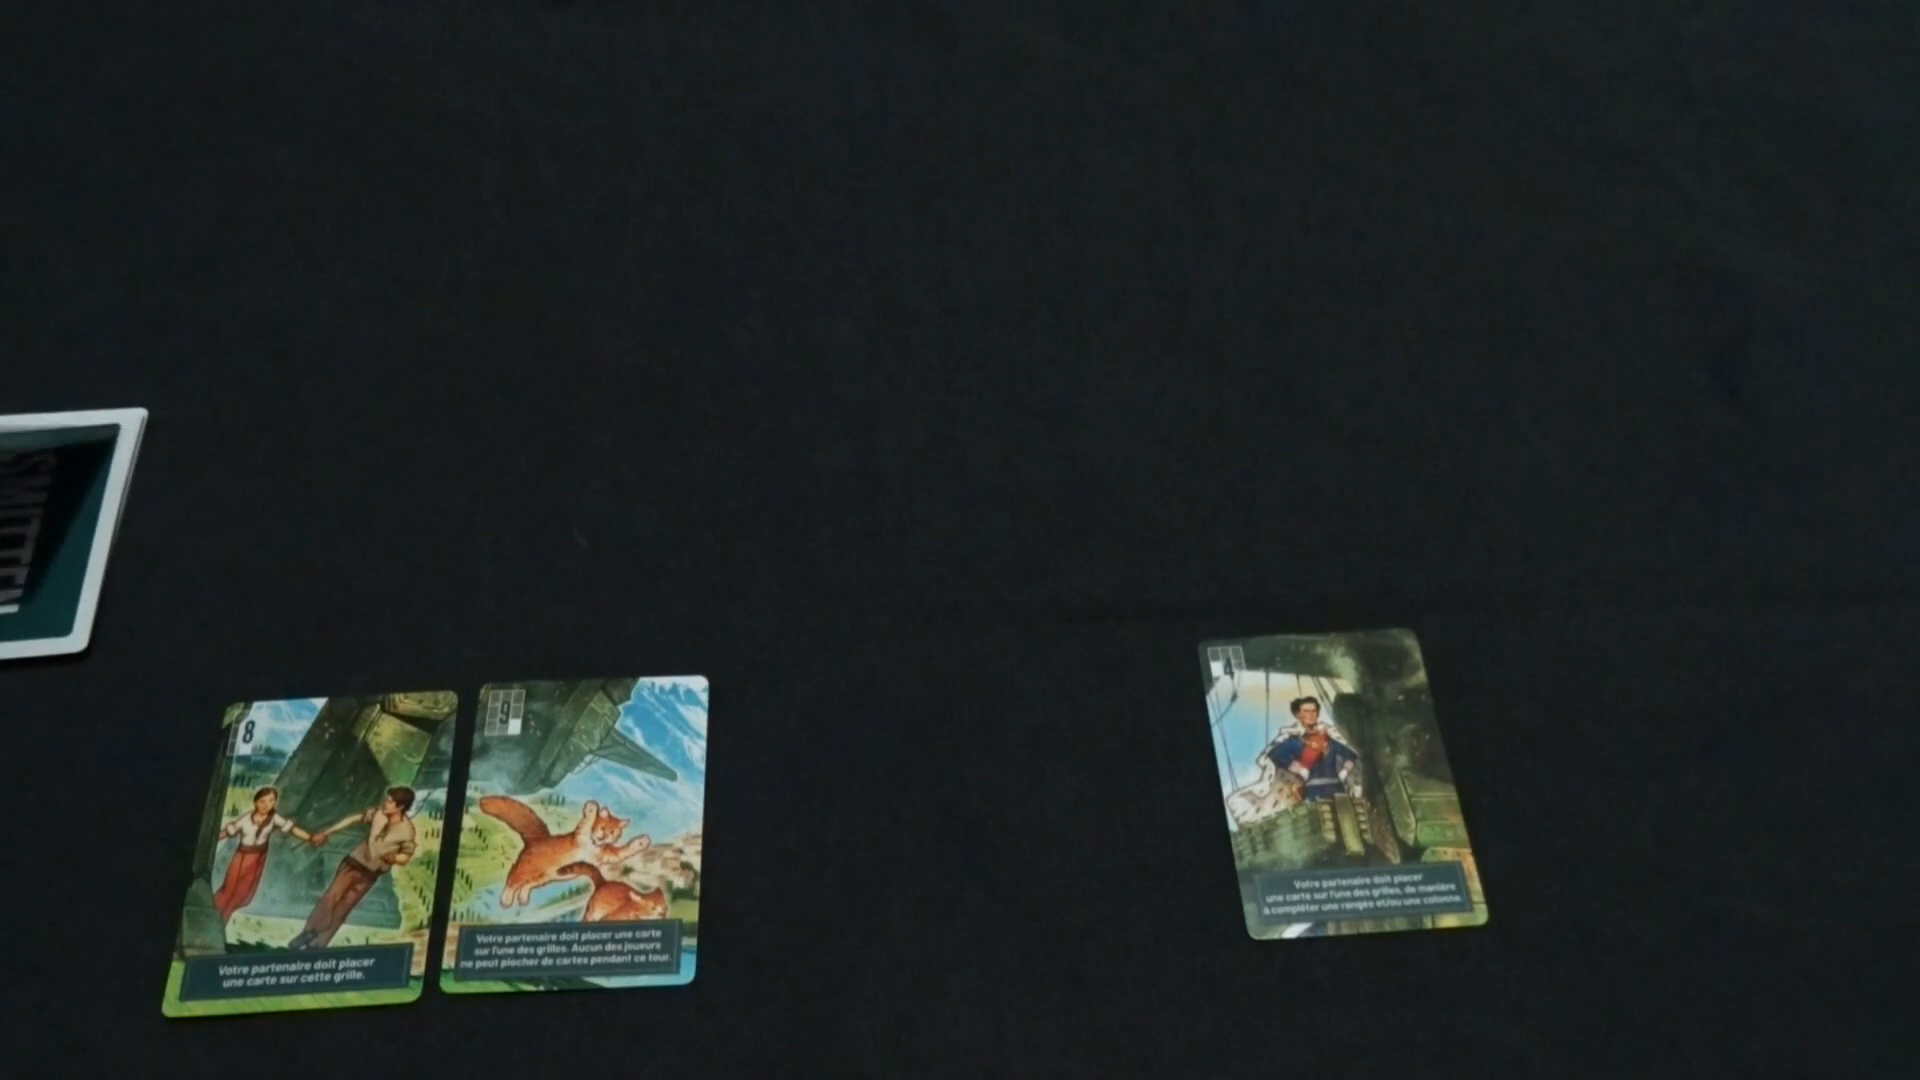 8
Votre partenaire doit placer
une carte sur cette grille.
9
Votre partenaire doit placer une carte
sur l'une des grilles. Aucun des joueurs
ne peut piocher de cartes pendant ce tour.
4
Votre partenaire doit placer
une carte sur l'une des grilles, de manière
à compléter une rangée et/ou une colonne.